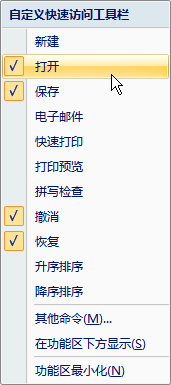 自定义快速访问工具栏
新建
打开
保存
电子邮件
快速打印
打印预览
拼写检查
撤消
恢复
升序排序
降序排序
其他命令(M)...
在功能区下方显示(S)
功能区最小化(N)